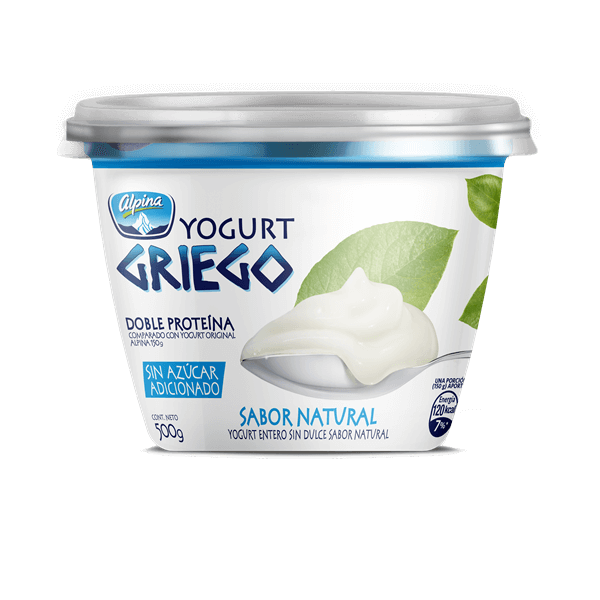 Alpina
YOGURT
GRIEGO
DOBLE PROTEÍNA
COMPARADO CON YOGURT ORIGINAL
ALPINA 150g
SIN AZÚCAR
ADICIONADO
CONT. NETO
500g
SABOR NATURAL
YOGURT ENTERO SIN DULCE SABOR NATURAL
UNA PORCIÓN
(150 g) APORT
Energía
120 kcal
7%*